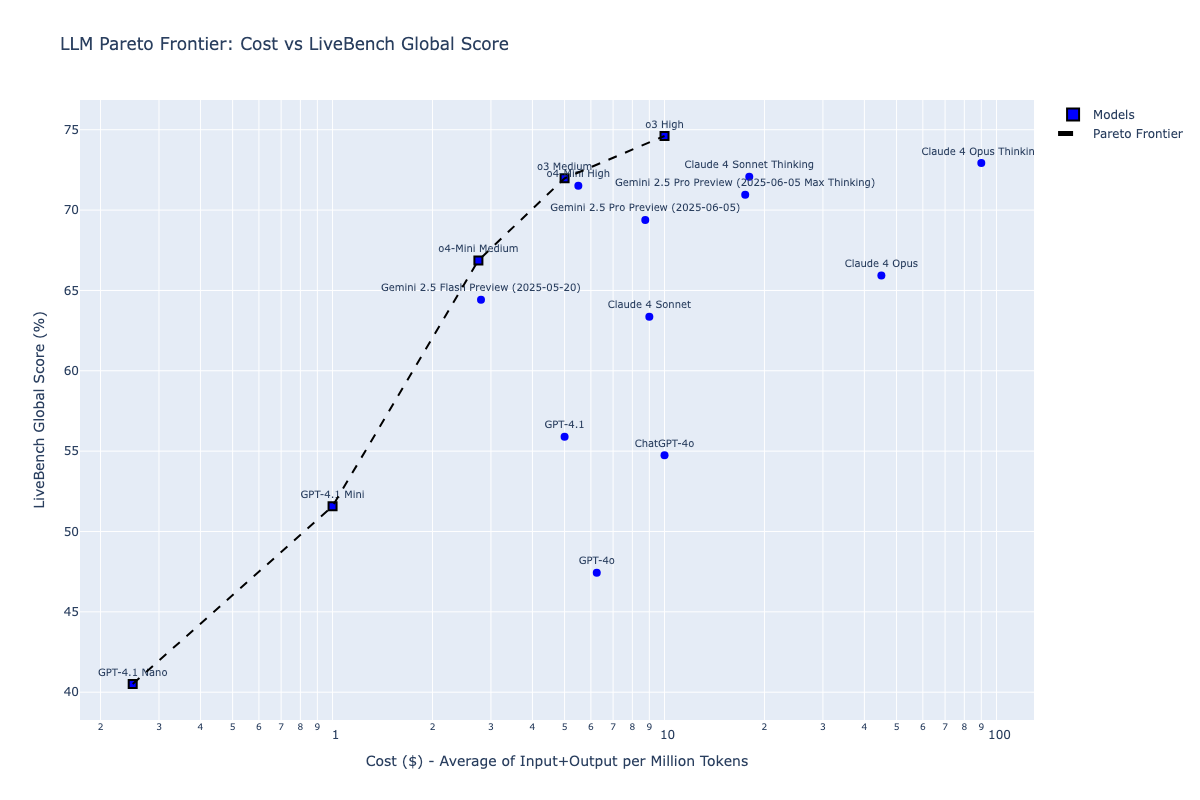 LLM Pareto Frontier: Cost vs LiveBench Global Score
Models
Pareto Frontier
LiveBench Global Score (%)
75
70
65
60
55
50
45
40
o3 High
Claude 4 Opus Thinkin
o3 Medium
o4-Mini High
Claude 4 Sonnet Thinking
Gemini 2.5 Pro Preview (2025-06-05 Max Thinking)
Gemini 2.5 Pro Preview (2025-06-05)
o4-Mini Medium
Claude 4 Opus
Gemini 2.5 Flash Preview (2025-05-20)
Claude 4 Sonnet
GPT-4.1
ChatGPT-4o
GPT-4.1 Mini
GPT-4o
GPT-4.1 Nano
2 3 4 5 6 7 8 9 1 2 3 4 5 6 7 8 9 10 2 3 4 5 6 7 8 9 100
Cost ($) - Average of Input+Output per Million Tokens